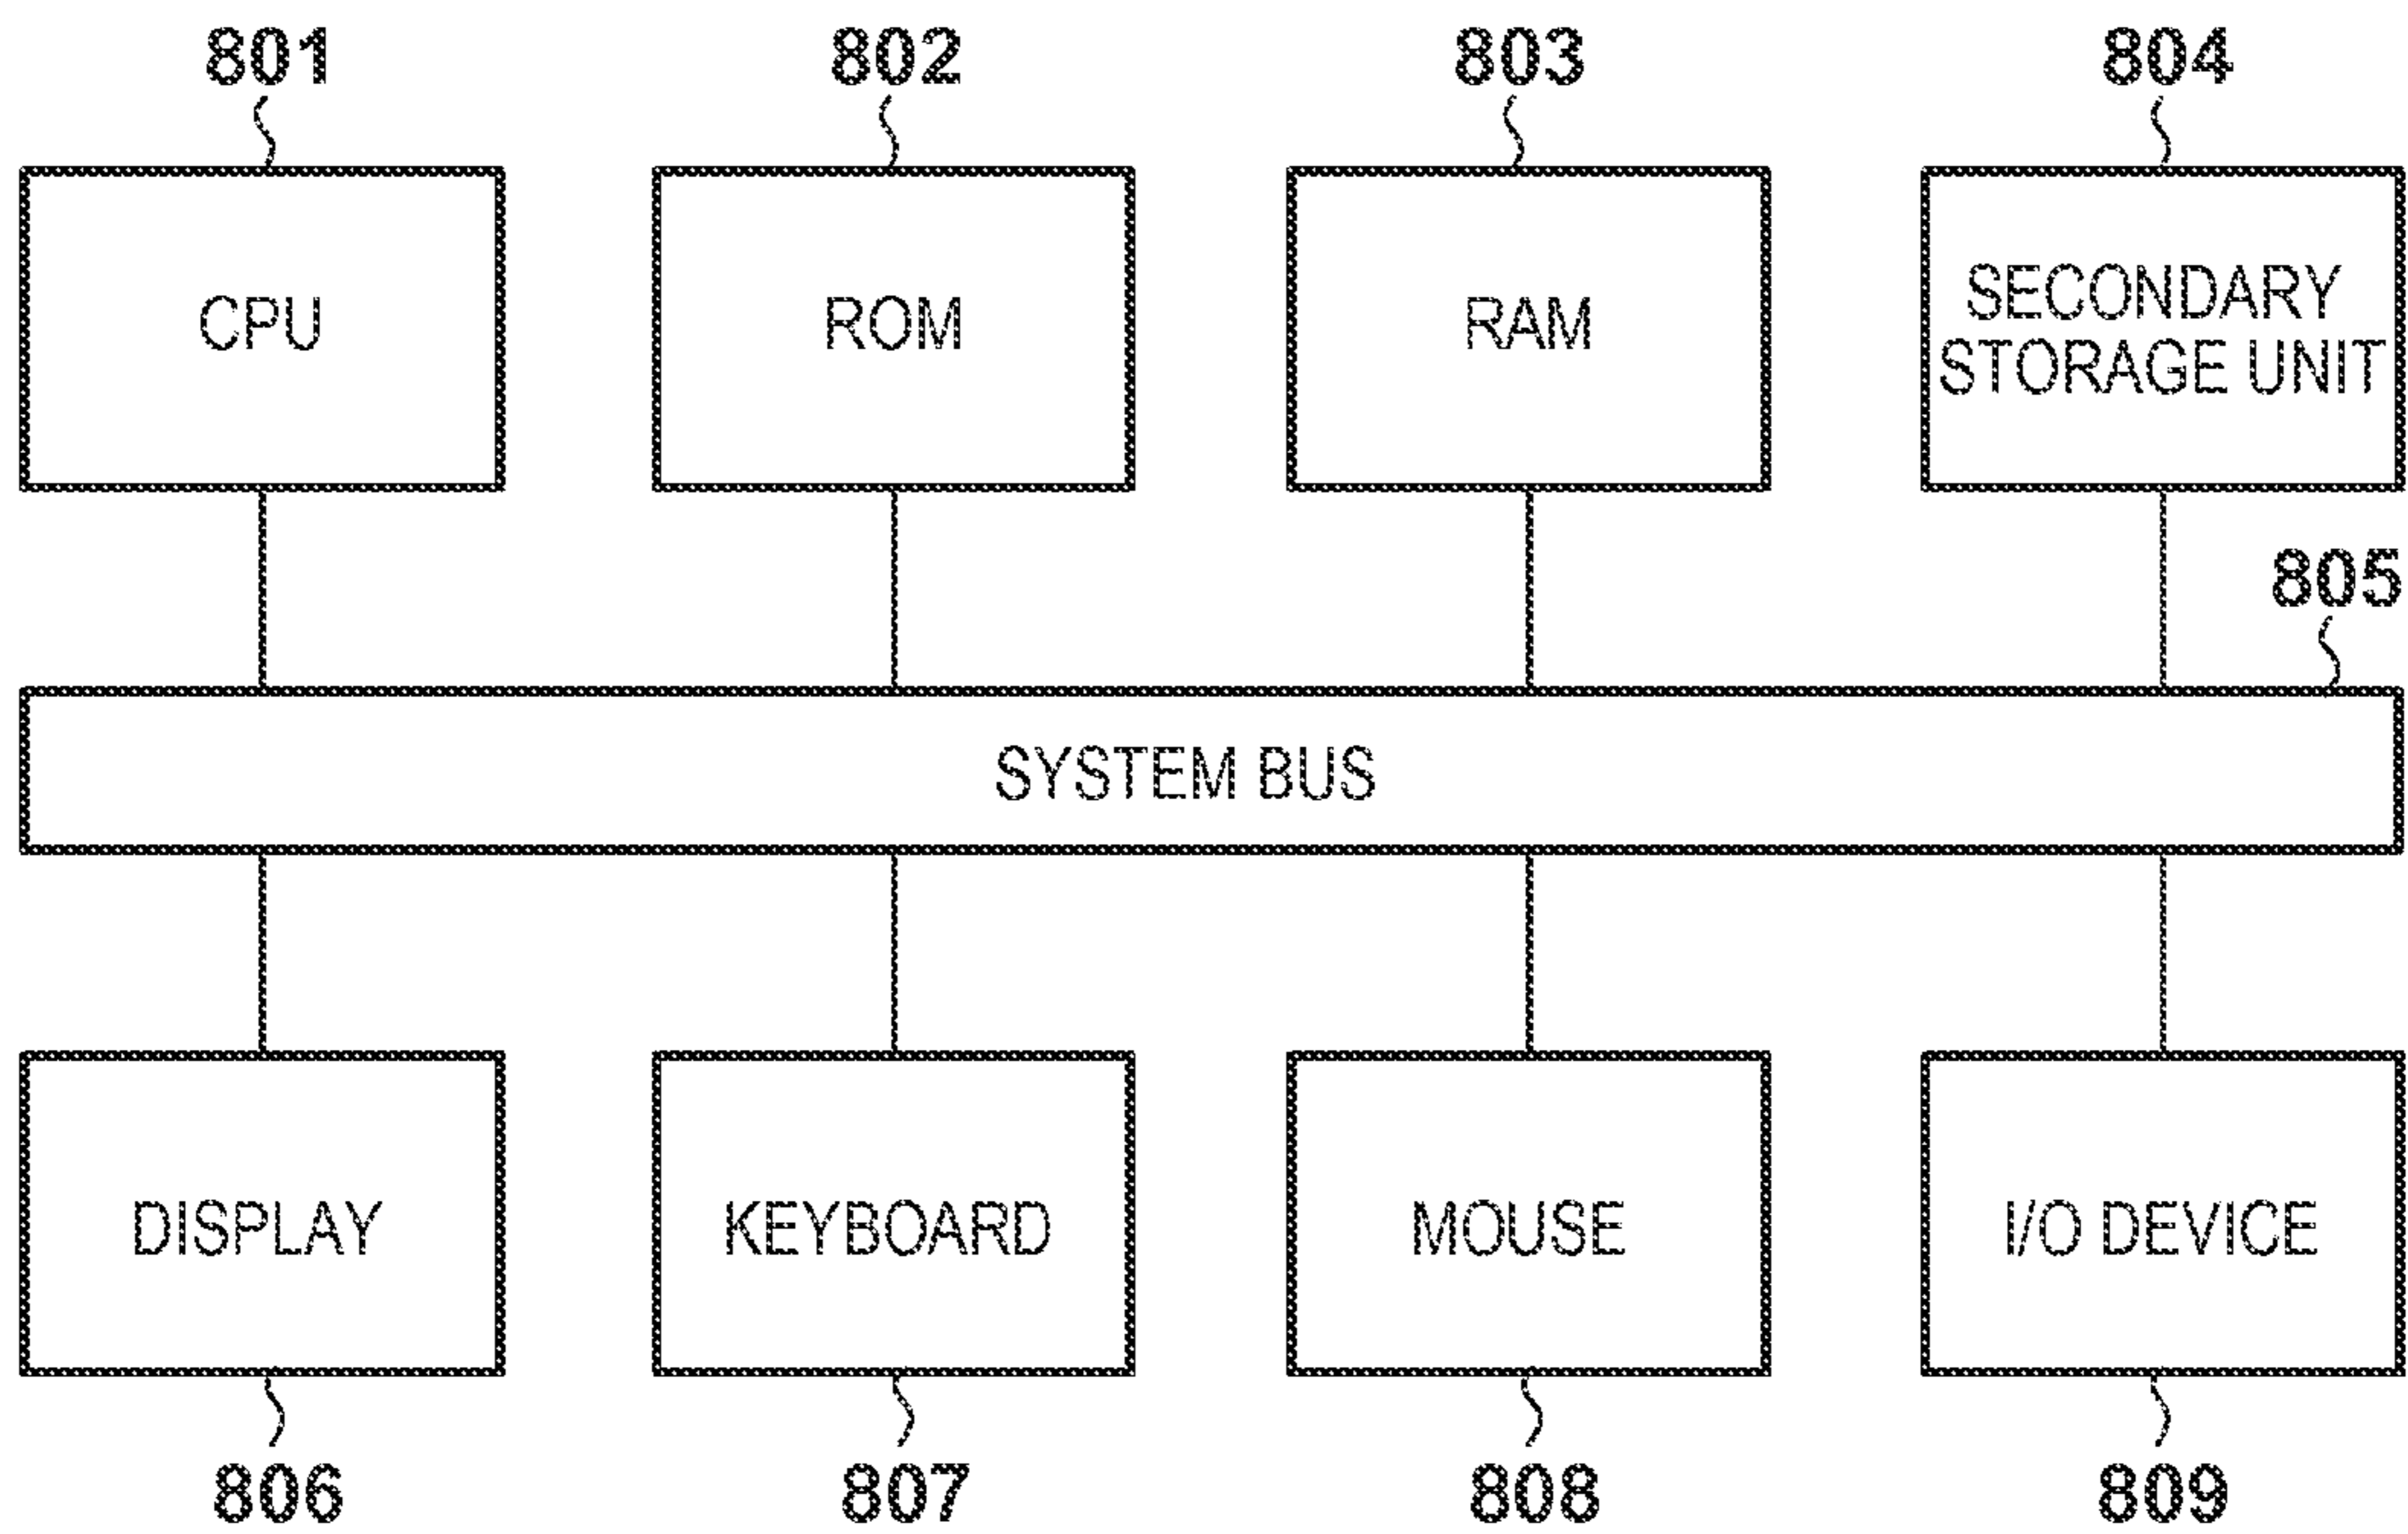 801
802
803
804
CPU
ROM
RAM
SECONDARY
STORAGE UNIT
805
SYSTEM BUS
DISPLAY
KEYBOARD
MOUSE
I/O DEVICE
806
807
808
809